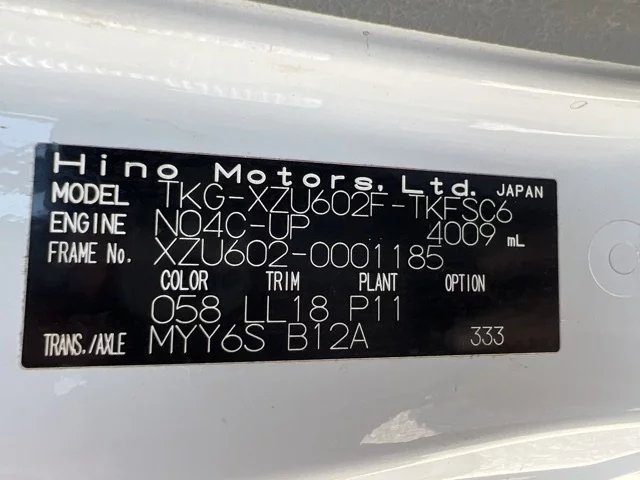 Hino Motors, Ltd. JAPAN
MODEL TKG-XZU602F-TKFSC6
ENGINE N04C-UP 4009 mL
FRAME No. XZU602-0001185
COLOR TRIM PLANT OPTION
058 LL18 P11
TRANS./AXLE MYY6S B12A 333